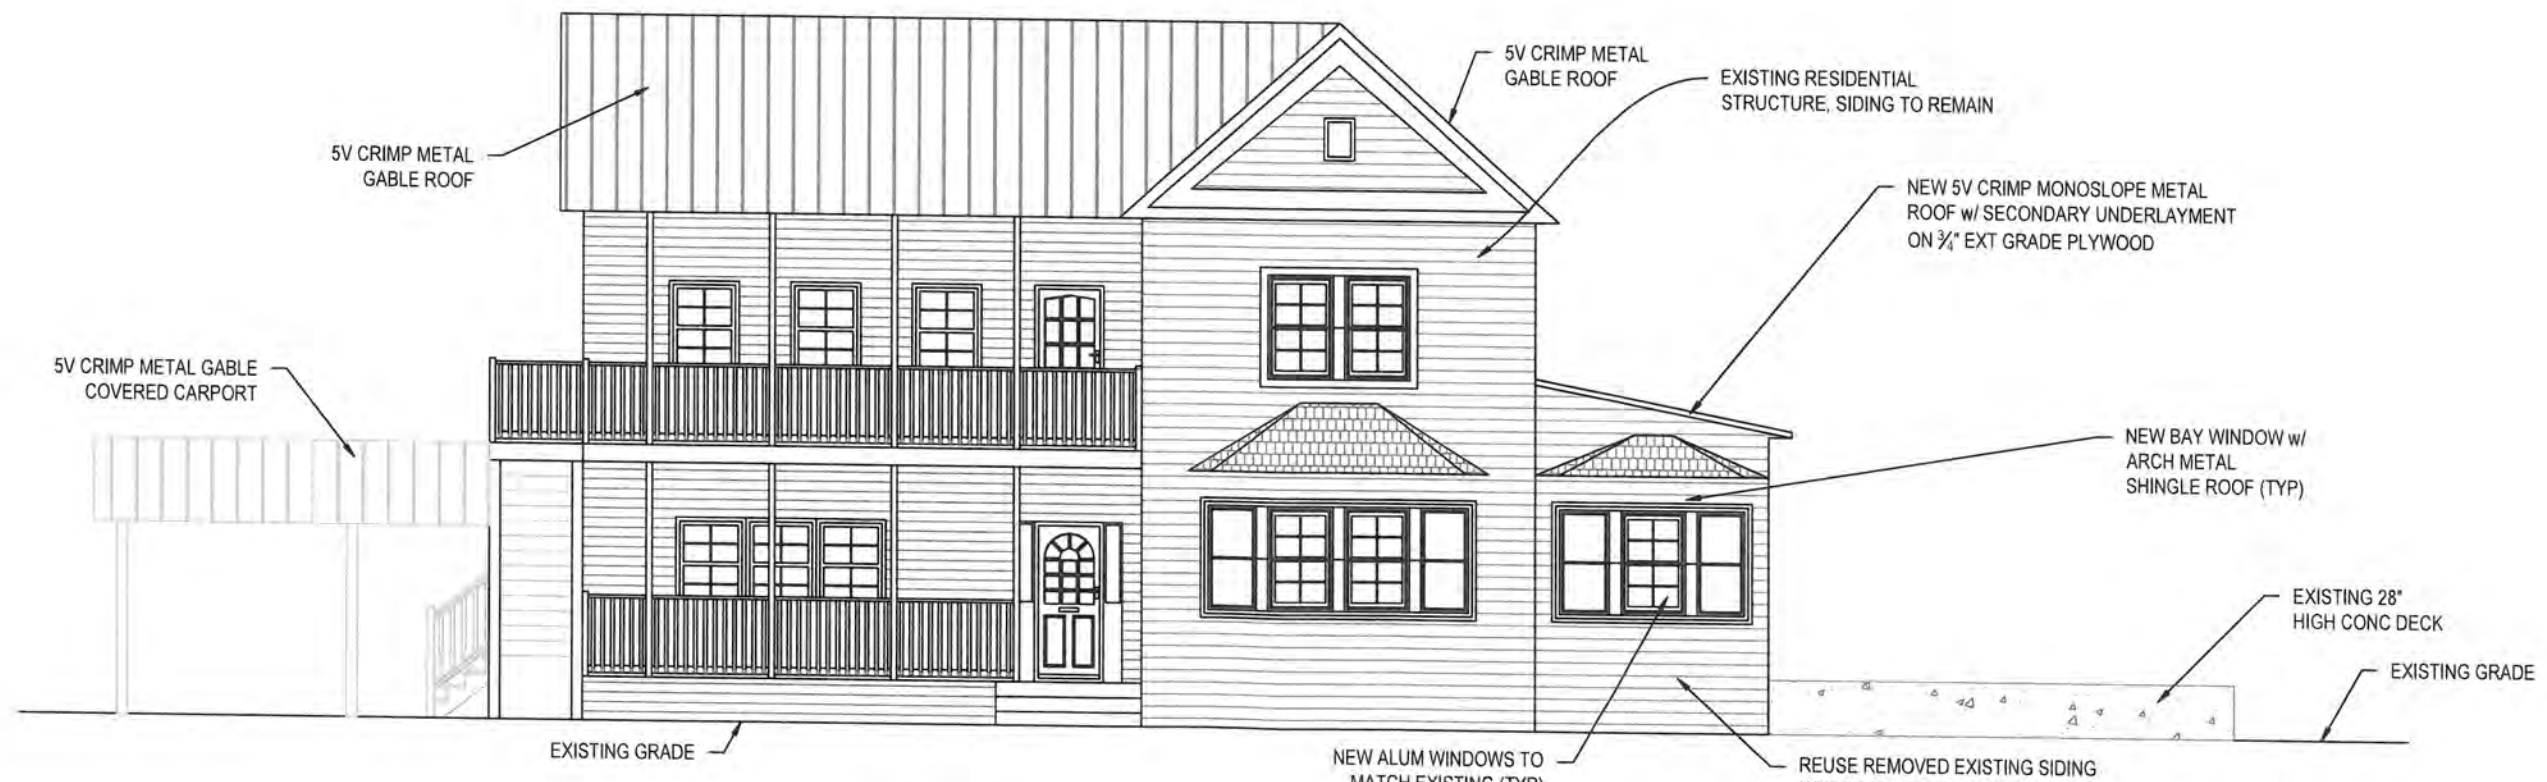 5V CRIMP METAL
GABLE ROOF
EXISTING RESIDENTIAL
STRUCTURE, SIDING TO REMAIN
5V CRIMP METAL
GABLE ROOF
NEW 5V CRIMP MONOSLOPE METAL
ROOF w/ SECONDARY UNDERLAYMENT
ON ¾" EXT GRADE PLYWOOD
5V CRIMP METAL GABLE
COVERED CARPORT
NEW BAY WINDOW w/
ARCH METAL
SHINGLE ROOF (TYP)
EXISTING 28"
HIGH CONC DECK
EXISTING GRADE
EXISTING GRADE
NEW ALUM WINDOWS TO
MATCH EXISTING (TYP)
REUSE REMOVED EXISTING SIDING